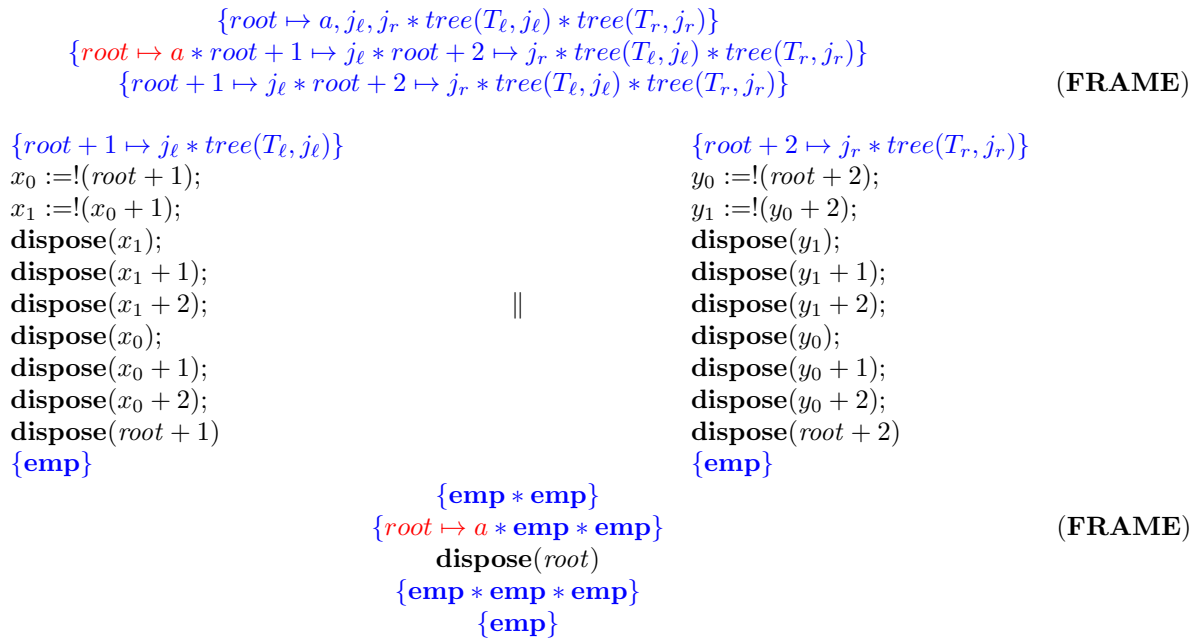 {root ↦ a, jℓ, jr ∗ tree(Tℓ, jℓ) ∗ tree(Tr, jr)}
{root ↦ a ∗ root + 1 ↦ jℓ ∗ root + 2 ↦ jr ∗ tree(Tℓ, jℓ) ∗ tree(Tr, jr)}
{root + 1 ↦ jℓ ∗ root + 2 ↦ jr ∗ tree(Tℓ, jℓ) ∗ tree(Tr, jr)} (FRAME)
{root + 1 ↦ jℓ ∗ tree(Tℓ, jℓ)} {root + 2 ↦ jr ∗ tree(Tr, jr)}
x0 :=!(root + 1); y0 :=!(root + 2);
x1 :=!(x0 + 1); y1 :=!(y0 + 2);
dispose(x1); dispose(y1);
dispose(x1 + 1); dispose(y1 + 1);
dispose(x1 + 2); ∥ dispose(y1 + 2);
dispose(x0); dispose(y0);
dispose(x0 + 1); dispose(y0 + 1);
dispose(x0 + 2); dispose(y0 + 2);
dispose(root + 1) dispose(root + 2)
{emp} {emp}
{emp ∗ emp}
{root ↦ a ∗ emp ∗ emp} (FRAME)
dispose(root)
{emp ∗ emp ∗ emp}
{emp}